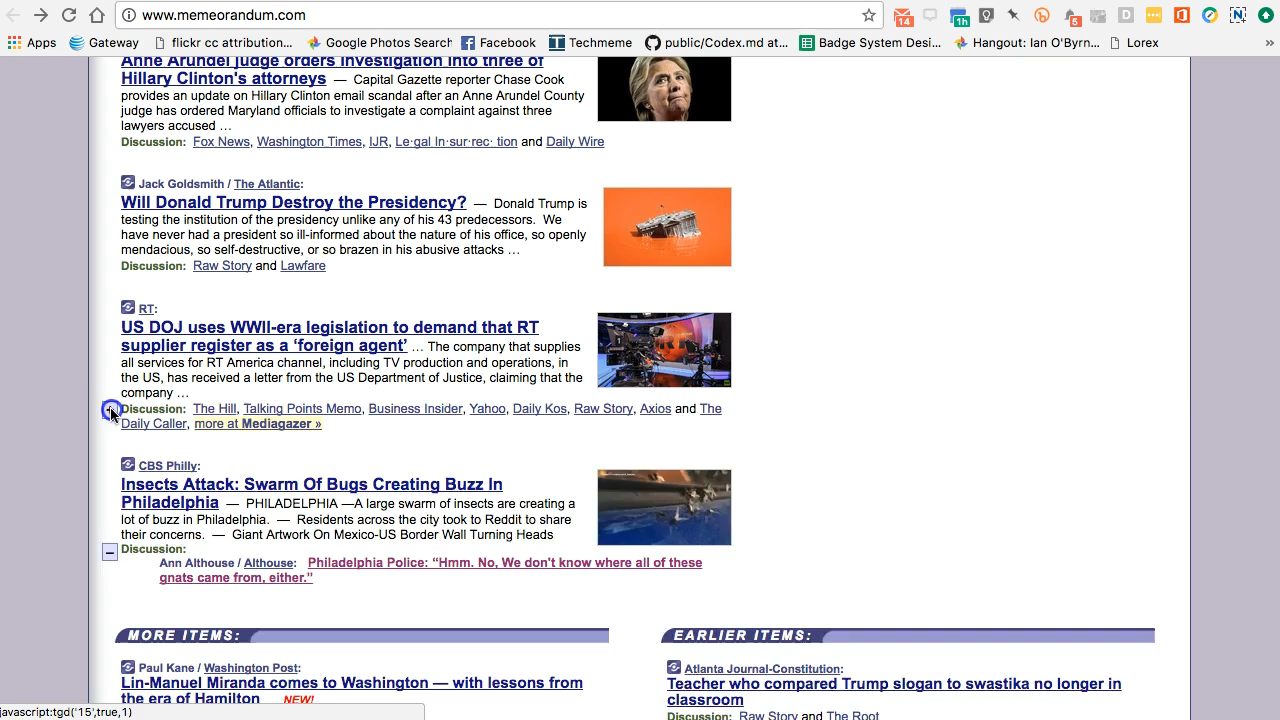 www.memeorandum.com
14
1h
5
D
N
Apps
Gateway
flickr cc attribution...
Google Photos Search
Facebook
Techmeme
public/Codex.md at...
Badge System Desi...
Hangout: Ian O'Byrn...
Lorex
»
Anne Arundel judge orders investigation into three of
Hillary Clinton's attorneys — Capital Gazette reporter Chase Cook
provides an update on Hillary Clinton email scandal after an Anne Arundel County
judge has ordered Maryland officials to investigate a complaint against three
lawyers accused ...
Discussion: Fox News, Washington Times, IJR, Le·gal In·sur·rec· tion and Daily Wire
Jack Goldsmith / The Atlantic:
Will Donald Trump Destroy the Presidency? — Donald Trump is
testing the institution of the presidency unlike any of his 43 predecessors. We
have never had a president so ill-informed about the nature of his office, so openly
mendacious, so self-destructive, or so brazen in his abusive attacks ...
Discussion: Raw Story and Lawfare
RT:
US DOJ uses WWII-era legislation to demand that RT
supplier register as a ‘foreign agent’ ... The company that supplies
all services for RT America channel, including TV production and operations, in
the US, has received a letter from the US Department of Justice, claiming that the
company ...
Discussion: The Hill, Talking Points Memo, Business Insider, Yahoo, Daily Kos, Raw Story, Axios and The
Daily Caller, more at Mediagazer »
CBS Philly:
Insects Attack: Swarm Of Bugs Creating Buzz In
Philadelphia — PHILADELPHIA —A large swarm of insects are creating a
lot of buzz in Philadelphia. — Residents across the city took to Reddit to share
their concerns. — Giant Artwork On Mexico-US Border Wall Turning Heads
Discussion:
Ann Althouse / Althouse: Philadelphia Police: “Hmm. No, We don't know where all of these
gnats came from, either.”
MORE ITEMS:
Paul Kane / Washington Post:
Lin-Manuel Miranda comes to Washington — with lessons from
the era of Hamilton NEW!
EARLIER ITEMS:
Atlanta Journal-Constitution:
Teacher who compared Trump slogan to swastika no longer in
classroom
Discussion: Raw Story and The Root
javascript:tgd('15',true,1)